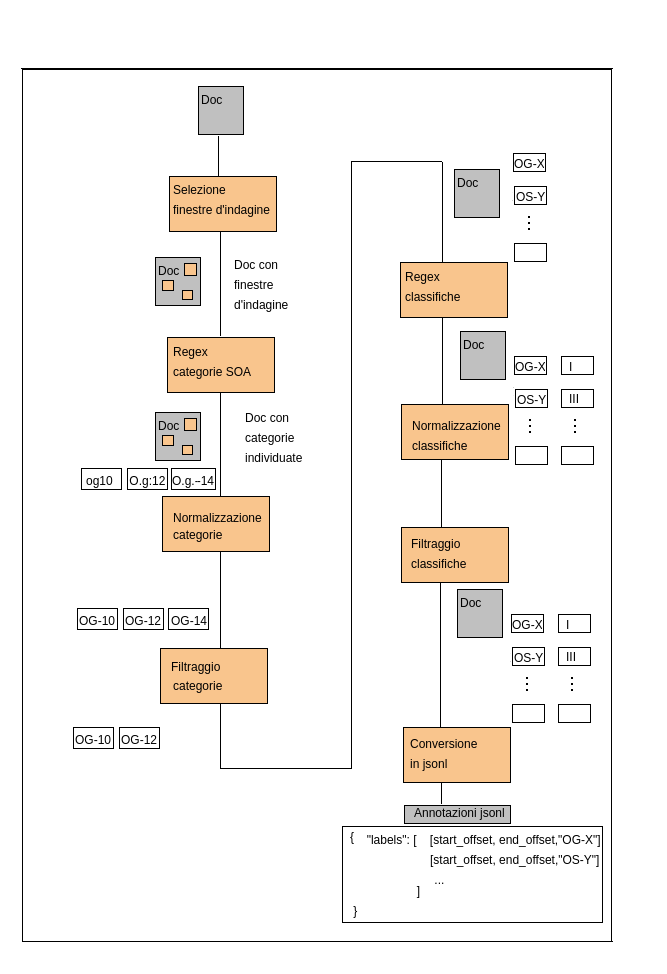 Doc
Selezione
finestre d'indagine
Doc
Doc con
finestre
d'indagine
Regex
categorie SOA
Doc
Doc con
categorie
individuate
og10
O.g:12
O.g.–14
Normalizzazione
categorie
OG-10
OG-12
OG-14
Filtraggio
categorie
OG-10
OG-12
Doc
OG-X
OS-Y
⋮
Regex
classifiche
Doc
OG-X
I
OS-Y
III
⋮
⋮
Normalizzazione
classifiche
Filtraggio
classifiche
Doc
OG-X
I
OS-Y
III
⋮
⋮
Conversione
in jsonl
Annotazioni jsonl
{ "labels": [ [start_offset, end_offset,"OG-X"]
[start_offset, end_offset,"OS-Y"]
...
]
}